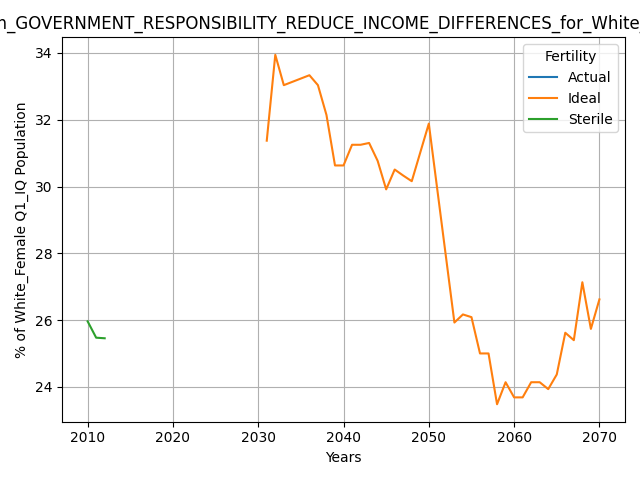 n_GOVERNMENT_RESPONSIBILITY_REDUCE_INCOME_DIFFERENCES_for_White_
34
32
30
28
26
24
% of White_Female Q1_IQ Population
Fertility
Actual
Ideal
Sterile
2010 2020 2030 2040 2050 2060 2070
Years